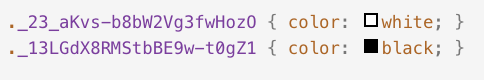 ._23_aKvs-b8bW2Vg3fwHozO { color: white; }
._13LGdX8RMStbBE9w-t0gZ1 { color: black; }